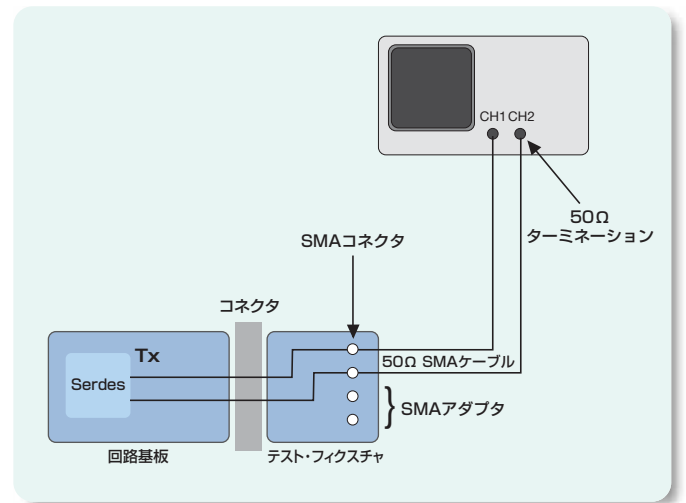 CH1 CH2
50Ω
ターミネーション
SMAコネクタ
コネクタ
Tx
Serdes
50Ω SMAケーブル
SMAアダプタ
回路基板
テスト・フィクスチャ